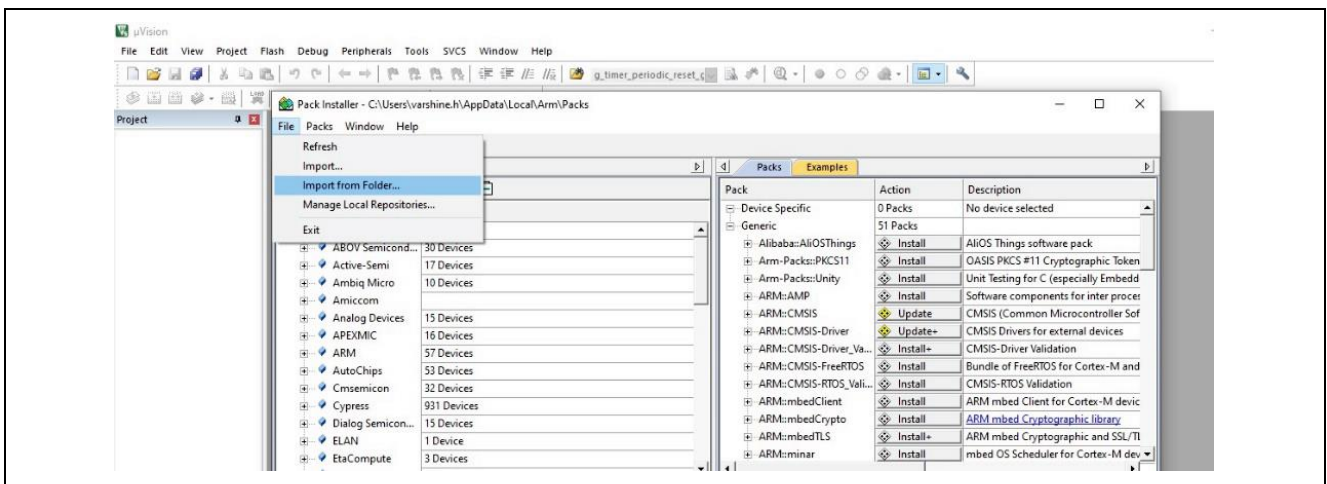 µVision
File Edit View Project Flash Debug Peripherals Tools SVCS Window Help
g_timer_periodic_reset_c
Project
Pack Installer - C:\Users\varshine.h\AppData\Local\Arm\Packs
File Packs Window Help
Refresh
Import...
Import from Folder...
Manage Local Repositories...
Exit
ABOV Semicond... 30 Devices
Active-Semi 17 Devices
Ambiq Micro 10 Devices
Amiccom
Analog Devices 15 Devices
APEXMIC 16 Devices
ARM 57 Devices
AutoChips 53 Devices
Cmsemicon 32 Devices
Cypress 931 Devices
Dialog Semicon... 15 Devices
ELAN 1 Device
EtaCompute 3 Devices
Packs Examples
Pack Action Description
Device Specific 0 Packs No device selected
Generic 51 Packs
Alibaba::AliOSThings Install AliOS Things software pack
Arm-Packs::PKCS11 Install OASIS PKCS #11 Cryptographic Token
Arm-Packs::Unity Install Unit Testing for C (especially Embedd
ARM::AMP Install Software components for inter proces
ARM::CMSIS Update CMSIS (Common Microcontroller Sof
ARM::CMSIS-Driver Update+ CMSIS Drivers for external devices
ARM::CMSIS-Driver_Va... Install+ CMSIS-Driver Validation
ARM::CMSIS-FreeRTOS Install Bundle of FreeRTOS for Cortex-M and
ARM::CMSIS-RTOS_Vali... Install CMSIS-RTOS Validation
ARM::mbedClient Install ARM mbed Client for Cortex-M devic
ARM::mbedCrypto Install ARM mbed Cryptographic library
ARM::mbedTLS Install+ ARM mbed Cryptographic and SSL/Tl
ARM::minar Install mbed OS Scheduler for Cortex-M dev